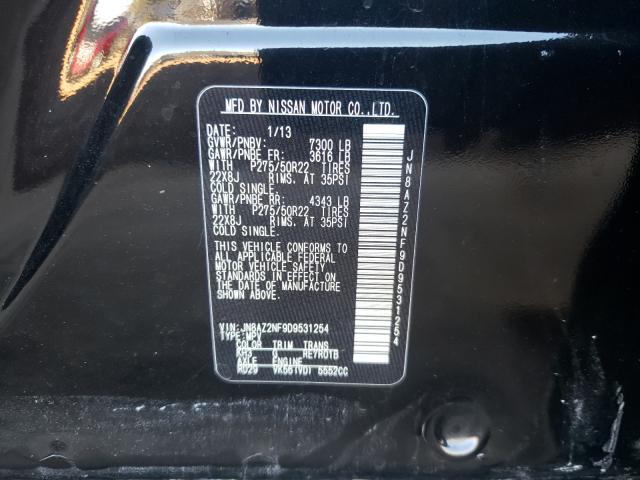 MFD BY NISSAN MOTOR CO.,LTD.
DATE: 1/13
GVWR/PNBV: 7300 LB
GAWR/PNBE FR: 3616 LB
WITH P275/50R22 TIRES
22X8J RIMS. AT 35PSI
COLD SINGLE.
GAWR/PNBE RR: 4343 LB
WITH P275/50R22 TIRES
22X8J RIMS. AT 35PSI
COLD SINGLE.
THIS VEHICLE CONFORMS TO
ALL APPLICABLE FEDERAL
MOTOR VEHICLE SAFETY
STANDARDS IN EFFECT ON
THE DATE OF MANUFACTURE
SHOWN ABOVE.
VIN: JN8AZ2NF9D9531254
TYPE: MPV
COLOR TRIM TRANS
KH3 G RE7R01B
AXLE ENGINE
RD29 VK56(VD) 5552CC
JN8AZ2NF9D9531254